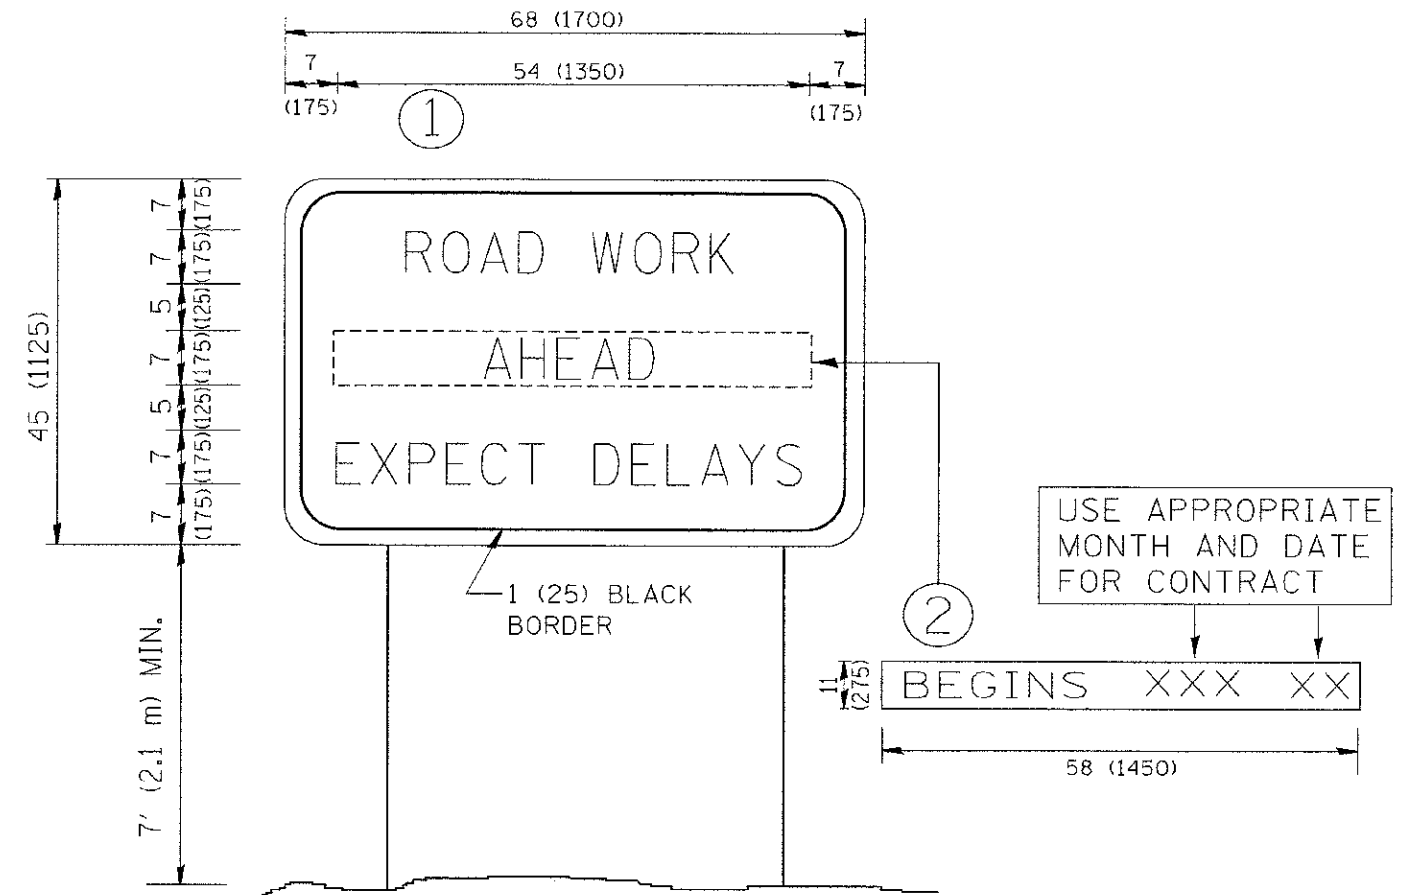 68 (1700)
7
54 (1350)
7
(175)
(175)
1
ROAD WORK
AHEAD
EXPECT DELAYS
45 (1125)
7
(175)
7
(175)
5
(125)
7
(175)
5
(125)
7
(175)
7
(175)
7' (2.1 m) MIN.
1 (25) BLACK
BORDER
USE APPROPRIATE
MONTH AND DATE
FOR CONTRACT
2
11
(275)
BEGINS XXX XX
58 (1450)